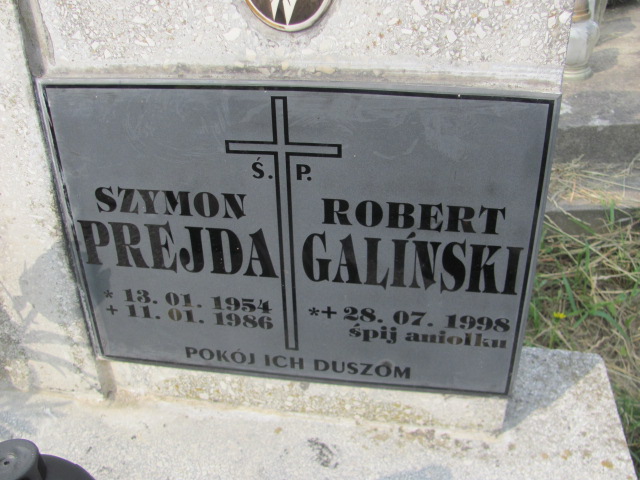 Ś. P.
SZYMON
PREJDA
* 13. 01. 1954
+ 11. 01. 1986
ROBERT
GALIŃSKI
*+ 28. 07. 1998
śpij aniołku
POKÓJ ICH DUSZOM